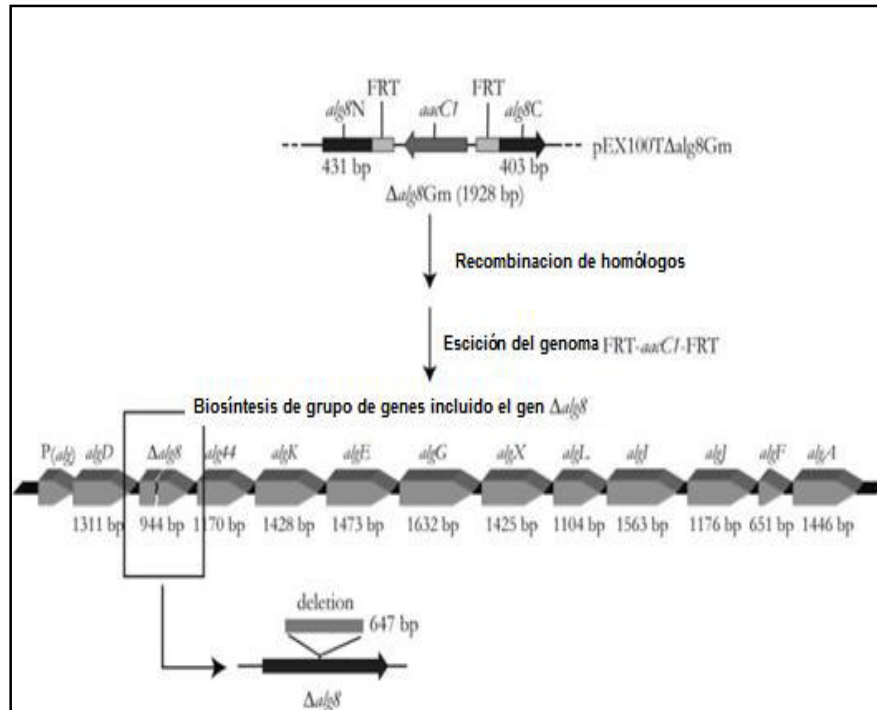 FRT FRT
alg8N aacC1 alg8C
pEX100TΔalg8Gm
431 bp 403 bp
Δalg8Gm (1928 bp)
Recombinacion de homólogos
Escición del genoma FRT-aacC1-FRT
Biosíntesis de grupo de genes incluido el gen Δalg8
P(alg) algD Δalg8 alg44 algK algE algG algX algL algI algJ algF algA
1311 bp 944 bp 1170 bp 1428 bp 1473 bp 1632 bp 1425 bp 1104 bp 1563 bp 1176 bp 651 bp 1446 bp
deletion
647 bp
Δalg8